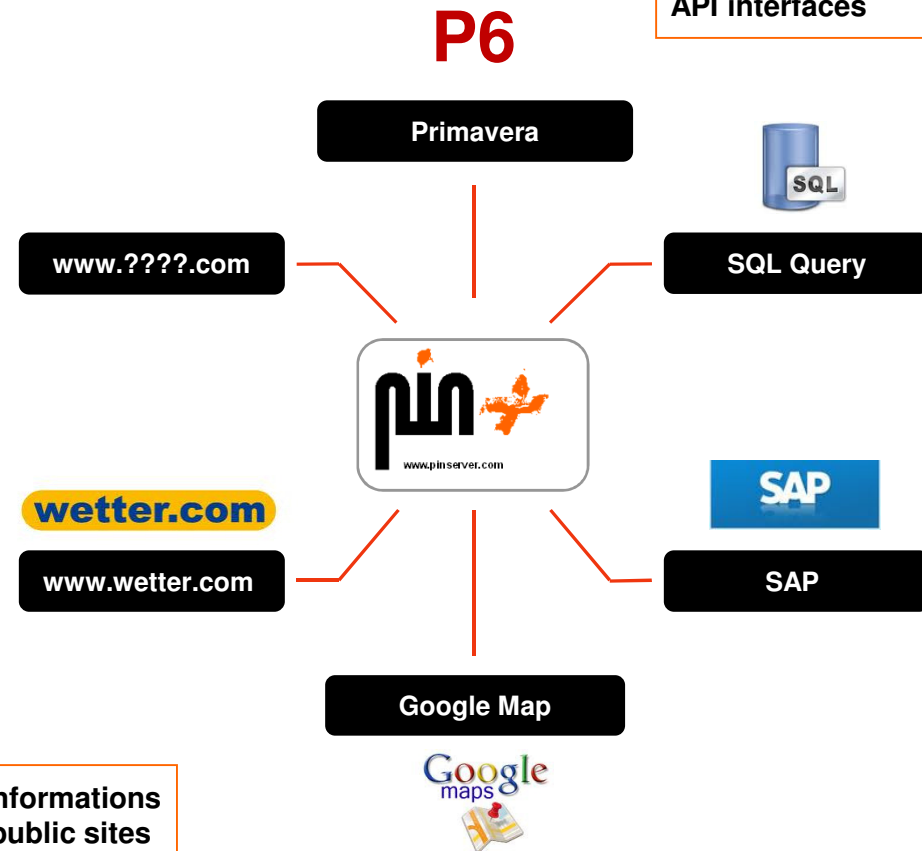 API interfaces
P6
Primavera
SQL
www.????.com
SQL Query
pin
www.pinserver.com
wetter.com
SAP
www.wetter.com
SAP
Google Map
Google
maps
nformations
public sites